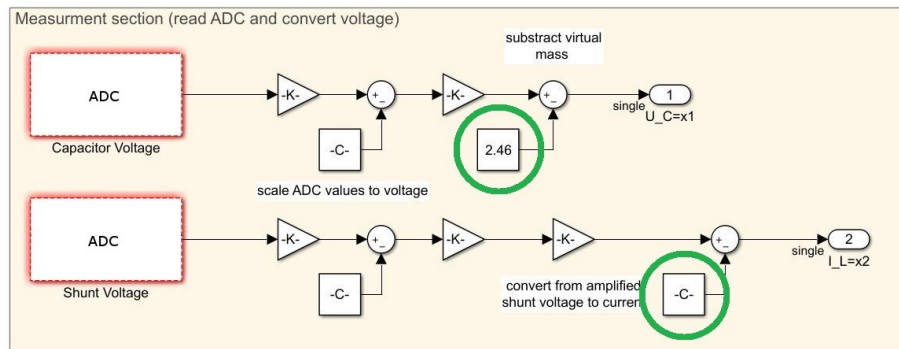 Measurment section (read ADC and convert voltage)
substract virtual
mass
ADC
-K-
+
_
-K-
+
_
1
single
U_C=x1
-C-
2.46
Capacitor Voltage
scale ADC values to voltage
ADC
-K-
+
_
-K-
-K-
+
_
2
single
I_L=x2
-C-
convert from amplified
shunt voltage to curren
-C-
Shunt Voltage